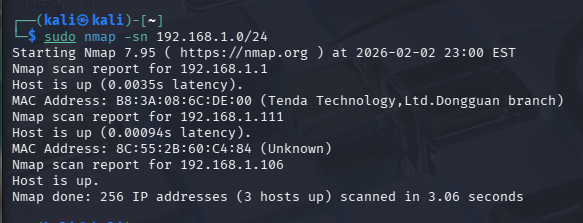 ┌──(kali㉿kali)-[~]
└─$ sudo nmap -sn 192.168.1.0/24
Starting Nmap 7.95 ( https://nmap.org ) at 2026-02-02 23:00 EST
Nmap scan report for 192.168.1.1
Host is up (0.0035s latency).
MAC Address: B8:3A:08:6C:DE:00 (Tenda Technology,Ltd.Dongguan branch)
Nmap scan report for 192.168.1.111
Host is up (0.00094s latency).
MAC Address: 8C:55:2B:60:C4:84 (Unknown)
Nmap scan report for 192.168.1.106
Host is up.
Nmap done: 256 IP addresses (3 hosts up) scanned in 3.06 seconds